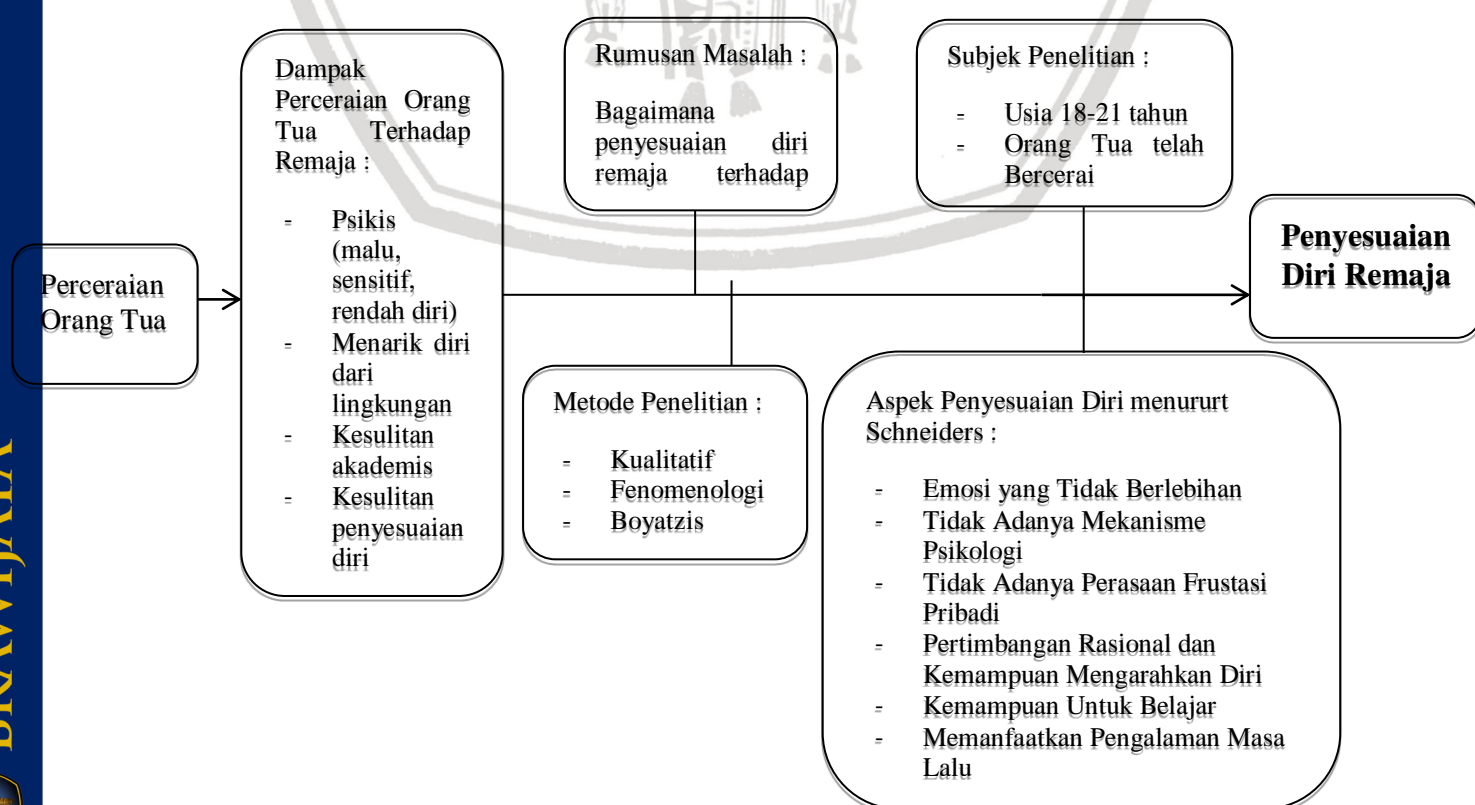 Dampak
Perceraian Orang
Tua Terhadap
Remaja :
- Psikis
(malu,
sensitif,
rendah diri)
- Menarik diri
dari
lingkungan
- Kesulitan
akademis
- Kesulitan
penyesuaian
diri
Rumusan Masalah :
Bagaimana
penyesuaian diri
remaja terhadap
Subjek Penelitian :
- Usia 18-21 tahun
- Orang Tua telah
Bercerai
Perceraian
Orang Tua
Penyesuaian
Diri Remaja
Metode Penelitian :
- Kualitatif
- Fenomenologi
- Boyatzis
Aspek Penyesuaian Diri menururt
Schneiders :
- Emosi yang Tidak Berlebihan
- Tidak Adanya Mekanisme
Psikologi
- Tidak Adanya Perasaan Frustasi
Pribadi
- Pertimbangan Rasional dan
Kemampuan Mengarahkan Diri
- Kemampuan Untuk Belajar
- Memanfaatkan Pengalaman Masa
Lalu
BRAWIJAYA